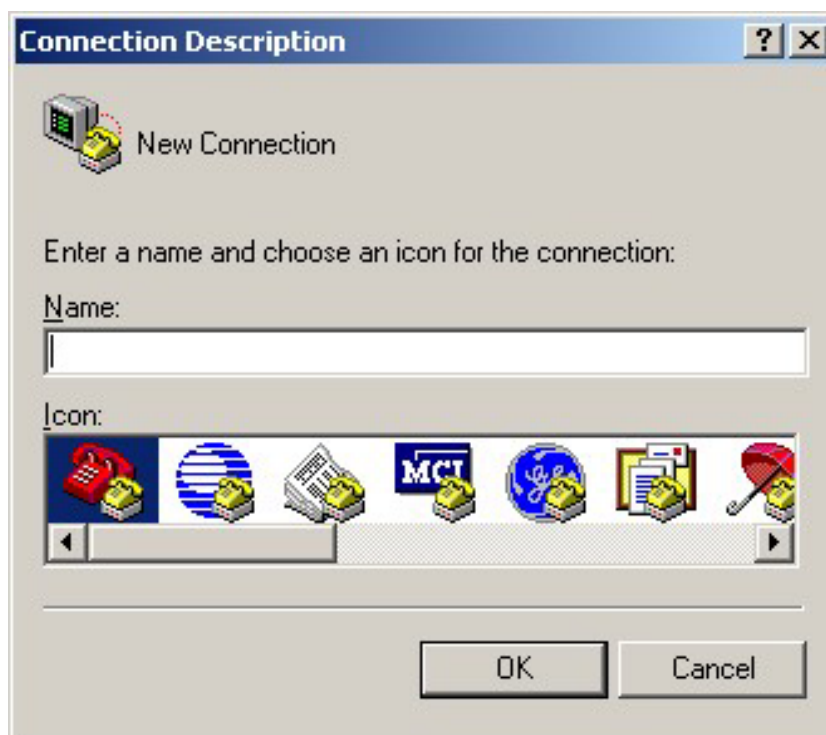 Connection Description
New Connection
Enter a name and choose an icon for the connection:
Name:
Icon:
MCI
OK
Cancel